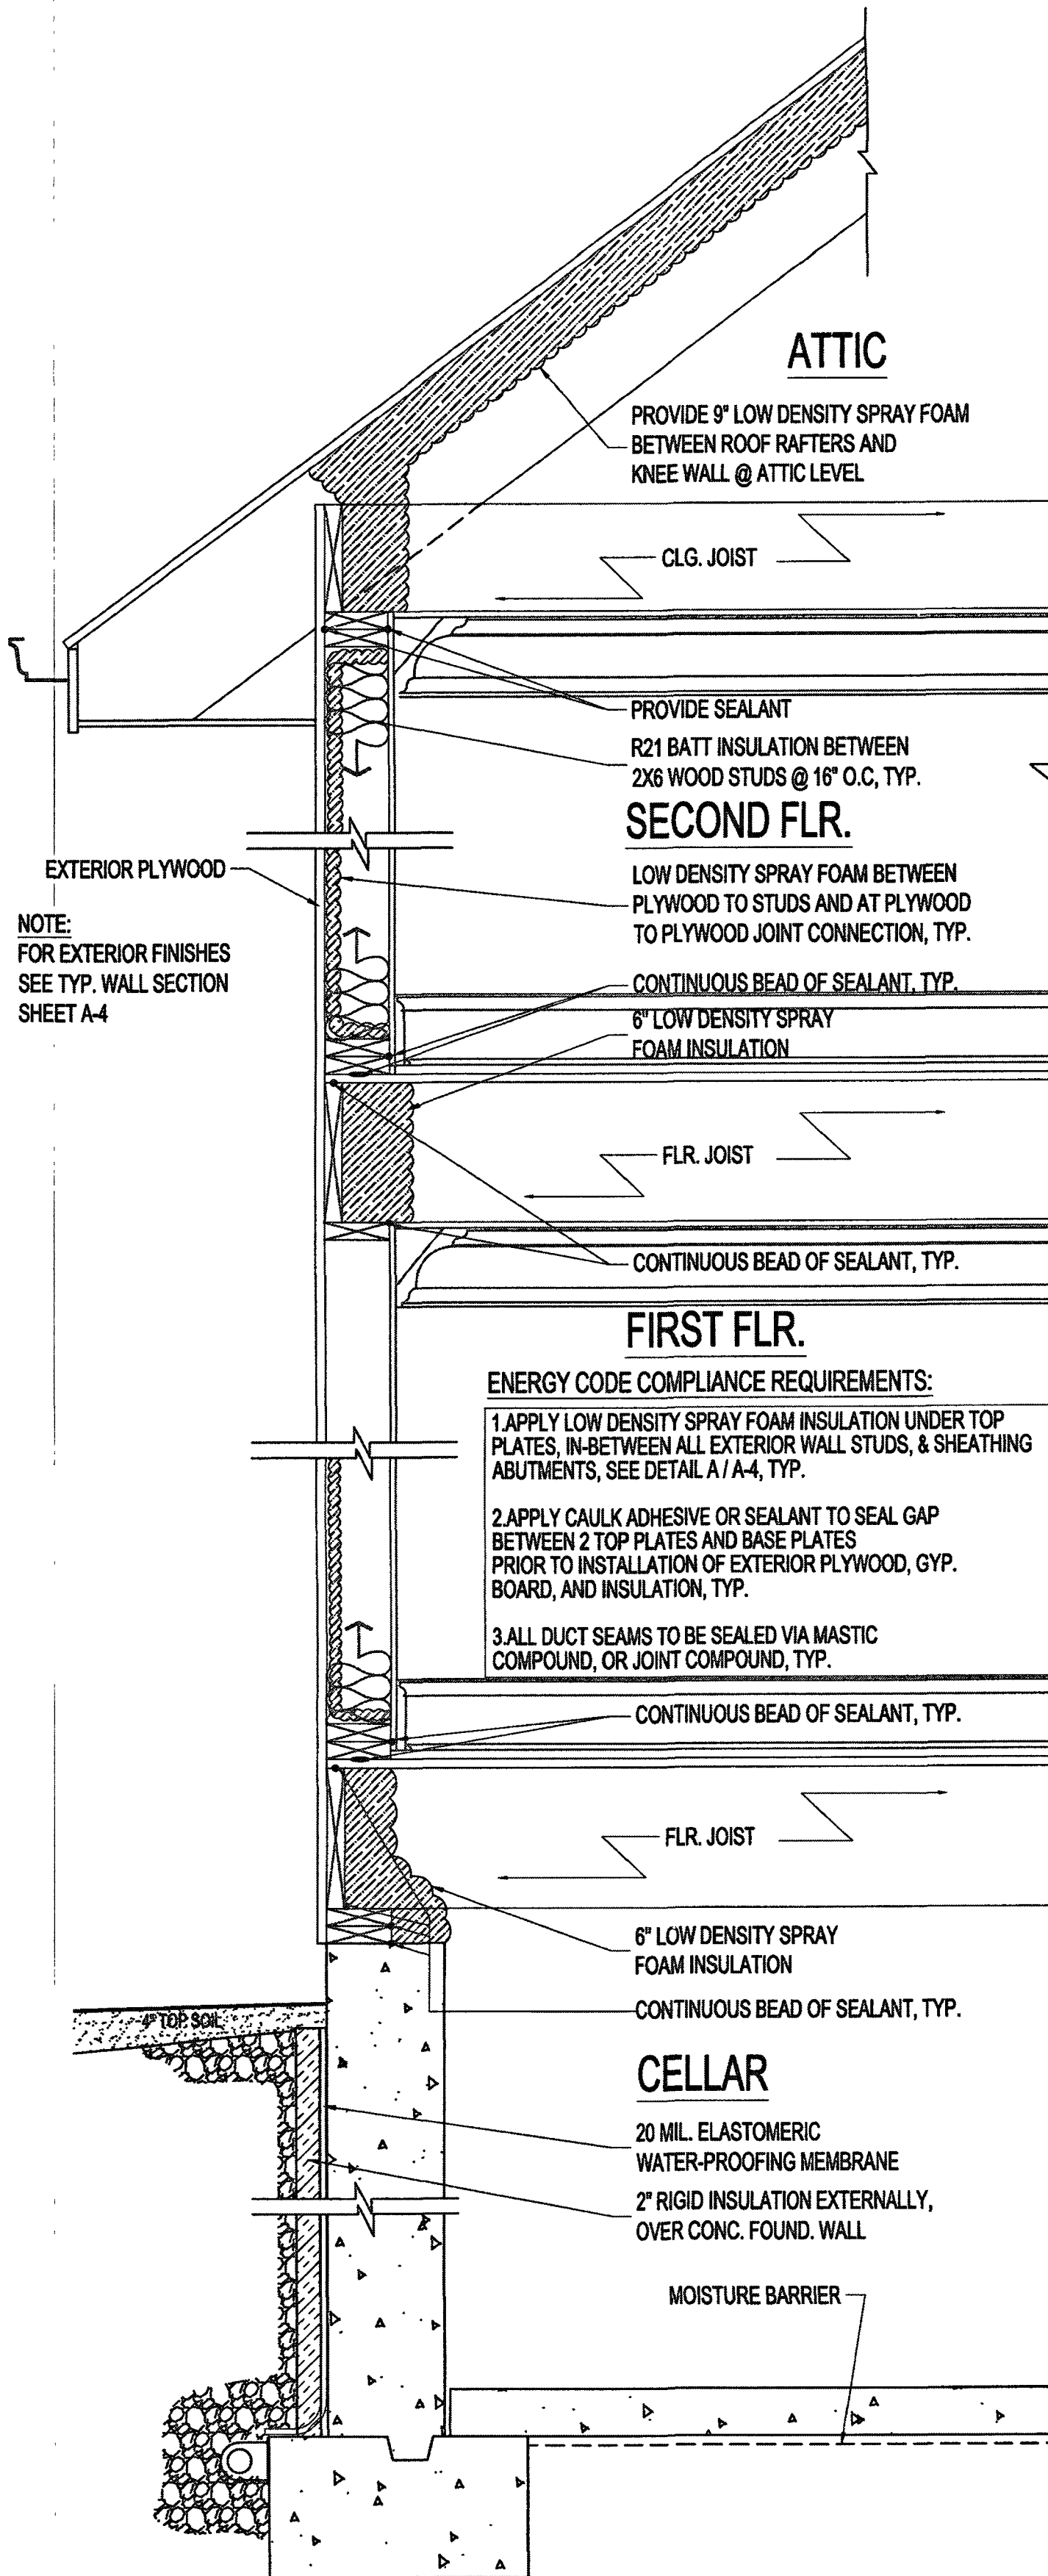 ATTIC
PROVIDE 9" LOW DENSITY SPRAY FOAM
BETWEEN ROOF RAFTERS AND
KNEE WALL @ ATTIC LEVEL
CLG. JOIST
PROVIDE SEALANT
R21 BATT INSULATION BETWEEN
2X6 WOOD STUDS @ 16" O.C, TYP.
SECOND FLR.
EXTERIOR PLYWOOD
NOTE:
FOR EXTERIOR FINISHES
SEE TYP. WALL SECTION
SHEET A-4
LOW DENSITY SPRAY FOAM BETWEEN
PLYWOOD TO STUDS AND AT PLYWOOD
TO PLYWOOD JOINT CONNECTION, TYP.
CONTINUOUS BEAD OF SEALANT, TYP.
6" LOW DENSITY SPRAY
FOAM INSULATION
FLR. JOIST
CONTINUOUS BEAD OF SEALANT, TYP.
FIRST FLR.
ENERGY CODE COMPLIANCE REQUIREMENTS:
1.APPLY LOW DENSITY SPRAY FOAM INSULATION UNDER TOP
PLATES, IN-BETWEEN ALL EXTERIOR WALL STUDS, & SHEATHING
ABUTMENTS, SEE DETAIL A / A-4, TYP.
2.APPLY CAULK ADHESIVE OR SEALANT TO SEAL GAP
BETWEEN 2 TOP PLATES AND BASE PLATES
PRIOR TO INSTALLATION OF EXTERIOR PLYWOOD, GYP.
BOARD, AND INSULATION, TYP.
3.ALL DUCT SEAMS TO BE SEALED VIA MASTIC
COMPOUND, OR JOINT COMPOUND, TYP.
CONTINUOUS BEAD OF SEALANT, TYP.
FLR. JOIST
6" LOW DENSITY SPRAY
FOAM INSULATION
CONTINUOUS BEAD OF SEALANT, TYP.
4" TOP SOIL
CELLAR
20 MIL. ELASTOMERIC
WATER-PROOFING MEMBRANE
2" RIGID INSULATION EXTERNALLY,
OVER CONC. FOUND. WALL
MOISTURE BARRIER